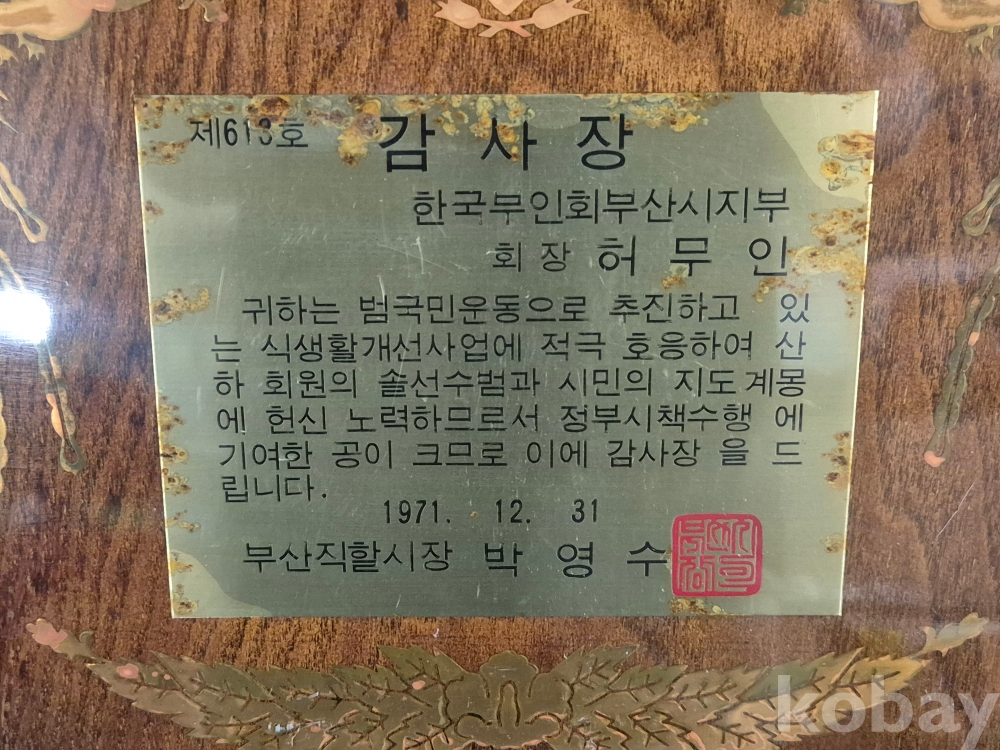 제613호 감사장
한국무인회부산시지부
회장 허무인
귀하는 범국민운동으로 추진하고 있
는 식생활개선사업에 적극 호응하여 산
하 회원의 솔선수범과 시민의 지도계몽
에 헌신 노력하므로서 정부시책수행에
기여한 공이 크므로 이에 감사장을 드
립니다.
1971. 12. 31
부산직할시장 박영수
kobay